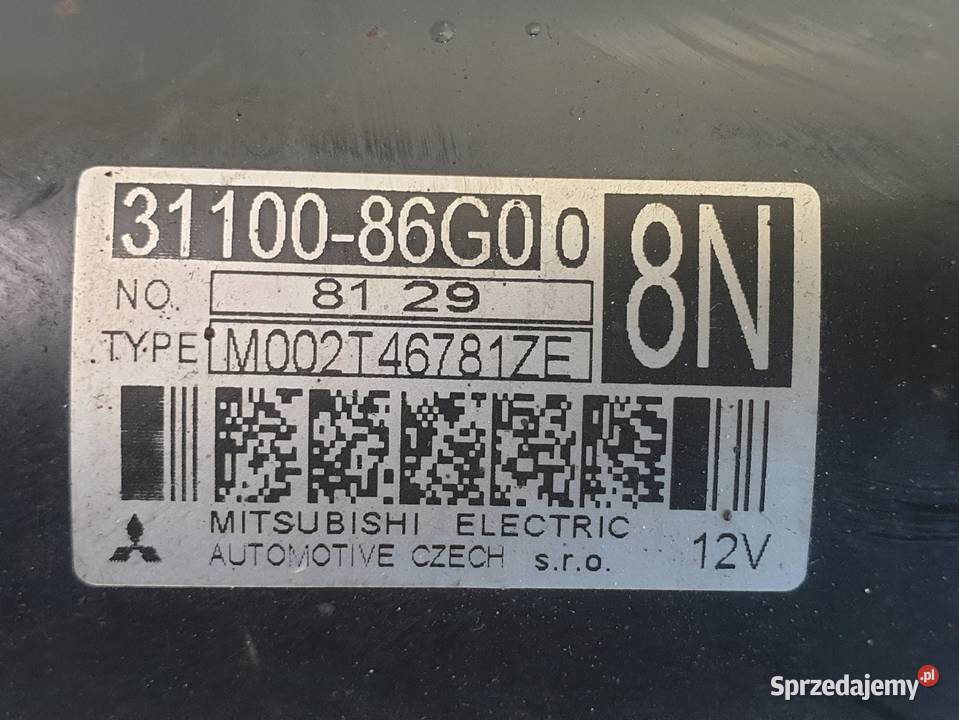 31100-86G00
8N
NO. 81 29
TYPE M002T46781ZE
MITSUBISHI ELECTRIC
AUTOMOTIVE CZECH s.r.o.
12V
Sprzedajemy.pl